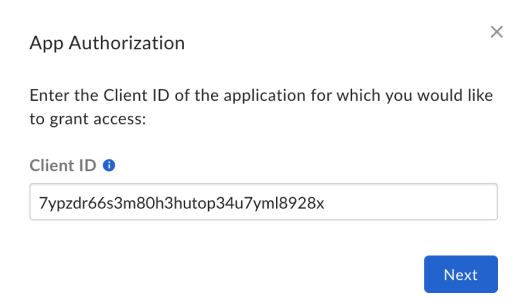 App Authorization
Enter the Client ID of the application for which you would like
to grant access:
Client ID
7ypzdr66s3m80h3hutop34u7yml8928x
Next